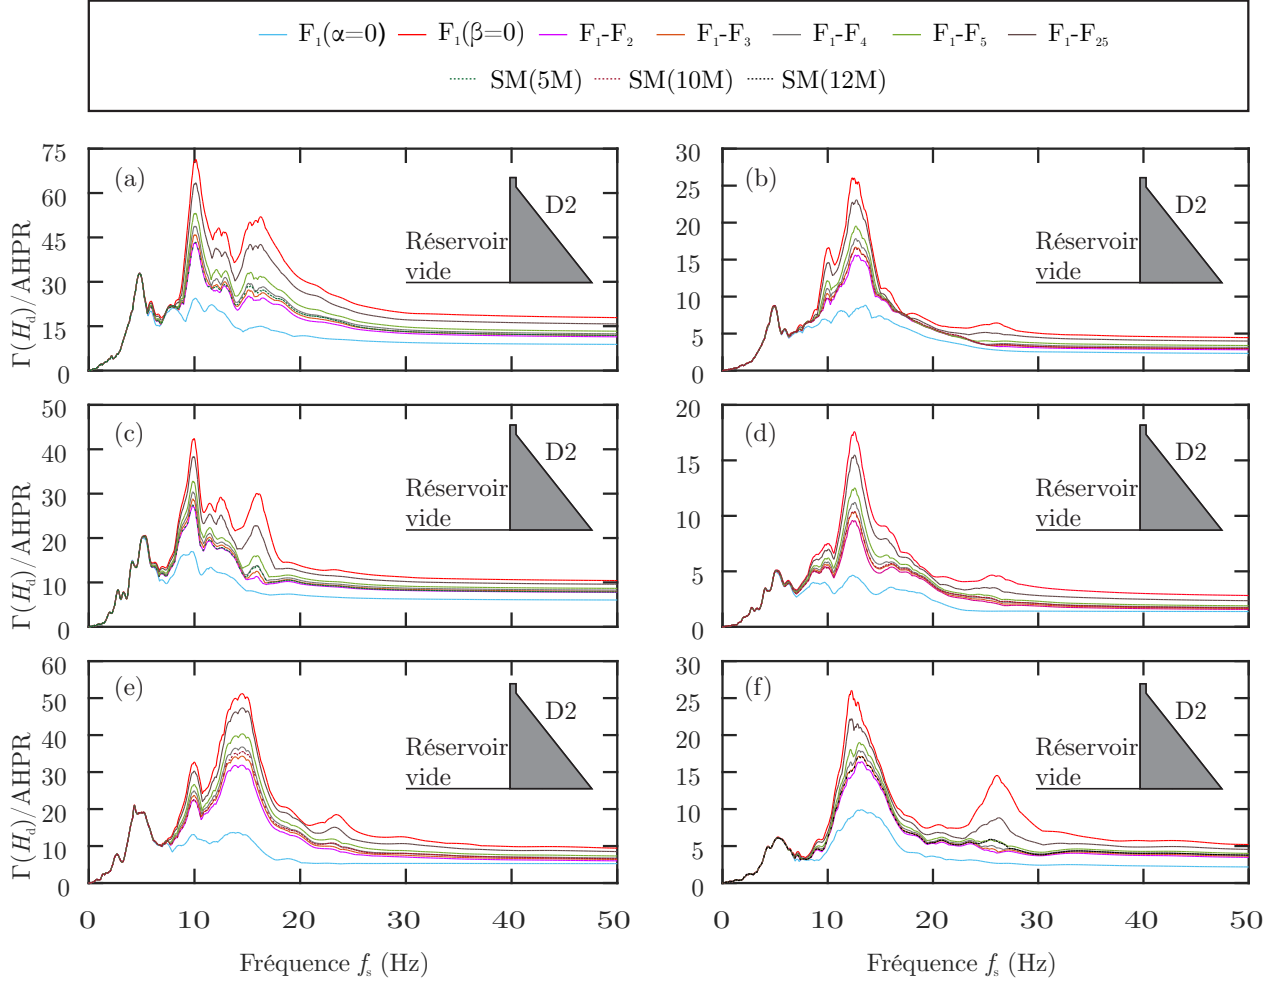 F₁(α=0) F₁(β=0) F₁-F₂ F₁-F₃ F₁-F₄ F₁-F₅ F₁-F₂₅
SM(5M) SM(10M) SM(12M)
Γ(H_d)/AHPR
75
60
45
30
15
0
(a)
D2
Réservoir
vide
30
25
20
15
10
5
0
(b)
D2
Réservoir
vide
Γ(H_d)/AHPR
50
40
30
20
10
0
(c)
D2
Réservoir
vide
20
15
10
5
0
(d)
D2
Réservoir
vide
Γ(H_d)/AHPR
60
50
40
30
20
10
0
(e)
D2
Réservoir
vide
0 10 20 30 40 50
Fréquence f_s (Hz)
30
25
20
15
10
5
0
(f)
D2
Réservoir
vide
0 10 20 30 40 50
Fréquence f_s (Hz)